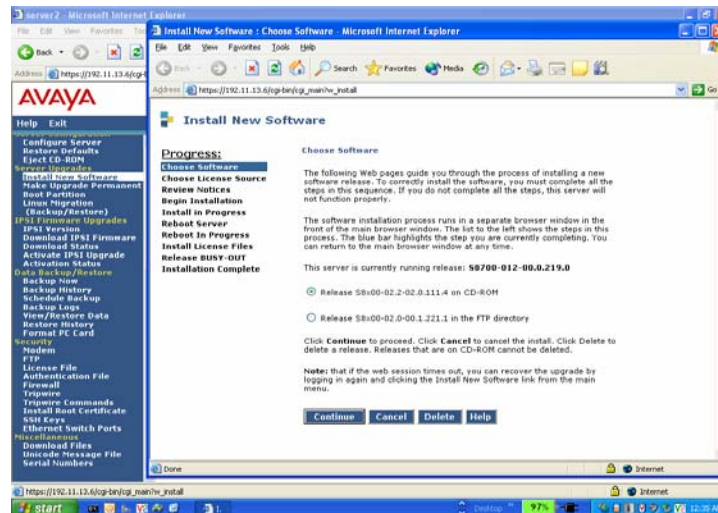 server2 - Microsoft Internet Explorer
File Edit View Favorites
Back
Address https://192.11.13.6/cgi-
AVAYA
Help Exit
Configure Server
Restore Defaults
Eject CD-ROM
Server Upgrades
Install New Software
Make Upgrade Permanent
Boot Partition
Linux Migration
(Backup/Restore)
IPSI Firmware Upgrades
IPSI Version
Download IPSI Firmware
Download Status
Activate IPSI Upgrade
Activation Status
Data Backup/Restore
Backup Now
Backup History
Schedule Backup
Backup Logs
View/Restore Data
Restore History
Format PC Card
Security
Modem
FTP
License File
Authentication File
Firewall
Tripwire
Tripwire Commands
Install Root Certificate
SSH Keys
Ethernet Switch Ports
Miscellaneous
Download Files
Unicode Message File
Serial Numbers
Install New Software : Choose Software - Microsoft Internet Explorer
File Edit View Favorites Tools Help
Back Search Favorites Media
Address https://192.11.13.6/cgi-bin/cgi_main?w_install Go
Install New Software
Progress:
Choose Software
Choose License Source
Review Notices
Begin Installation
Install in Progress
Reboot Server
Reboot In Progress
Install License Files
Release BUSY-OUT
Installation Complete
Choose Software
The following Web pages guide you through the process of installing a new
software release. To correctly install the software, you must complete all the
steps in this sequence. If you do not complete all the steps, this server will
not function properly.
The software installation process runs in a separate browser window in the
front of the main browser window. The list to the left shows the steps in this
process. The blue bar highlights the step you are currently completing. You
can return to the main browser window at any time.
This server is currently running release: S8700-012-00.0.219.0
Release S8x00-02.2-02.0.111.4 on CD-ROM
Release S8x00-02.0-00.1.221.1 in the FTP directory
Click Continue to proceed. Click Cancel to cancel the install. Click Delete to
delete a release. Releases that are on CD-ROM cannot be deleted.
Note: that if the web session times out, you can recover the upgrade by
logging in again and clicking the Install New Software link from the main
menu.
Continue Cancel Delete Help
Done Internet
https://192.11.13.6/cgi-bin/cgi_main?w_install Internet
start Desktop 97% 12:35 A